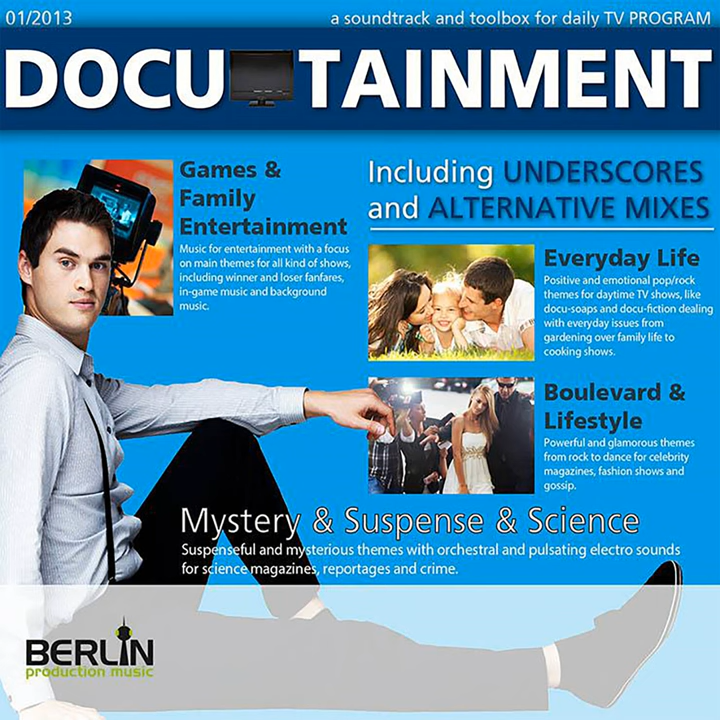 01/2013
a soundtrack and toolbox for daily TV PROGRAM
DOCU TAINMENT
Games &
Family
Entertainment
Music for entertainment with a focus
on main themes for all kind of shows,
including winner and loser fanfares,
in-game music and background
music.
Including UNDERSCORES
and ALTERNATIVE MIXES
Everyday Life
Positive and emotional pop/rock
themes for daytime TV shows, like
docu-soaps and docu-fiction dealing
with everyday issues from
gardening over family life to
cooking shows.
Boulevard &
Lifestyle
Powerful and glamorous themes
from rock to dance for celebrity
magazines, fashion shows and
gossip.
Mystery & Suspense & Science
Suspenseful and mysterious themes with orchestral and pulsating electro sounds
for science magazines, reportages and crime.
BERLIN
production music